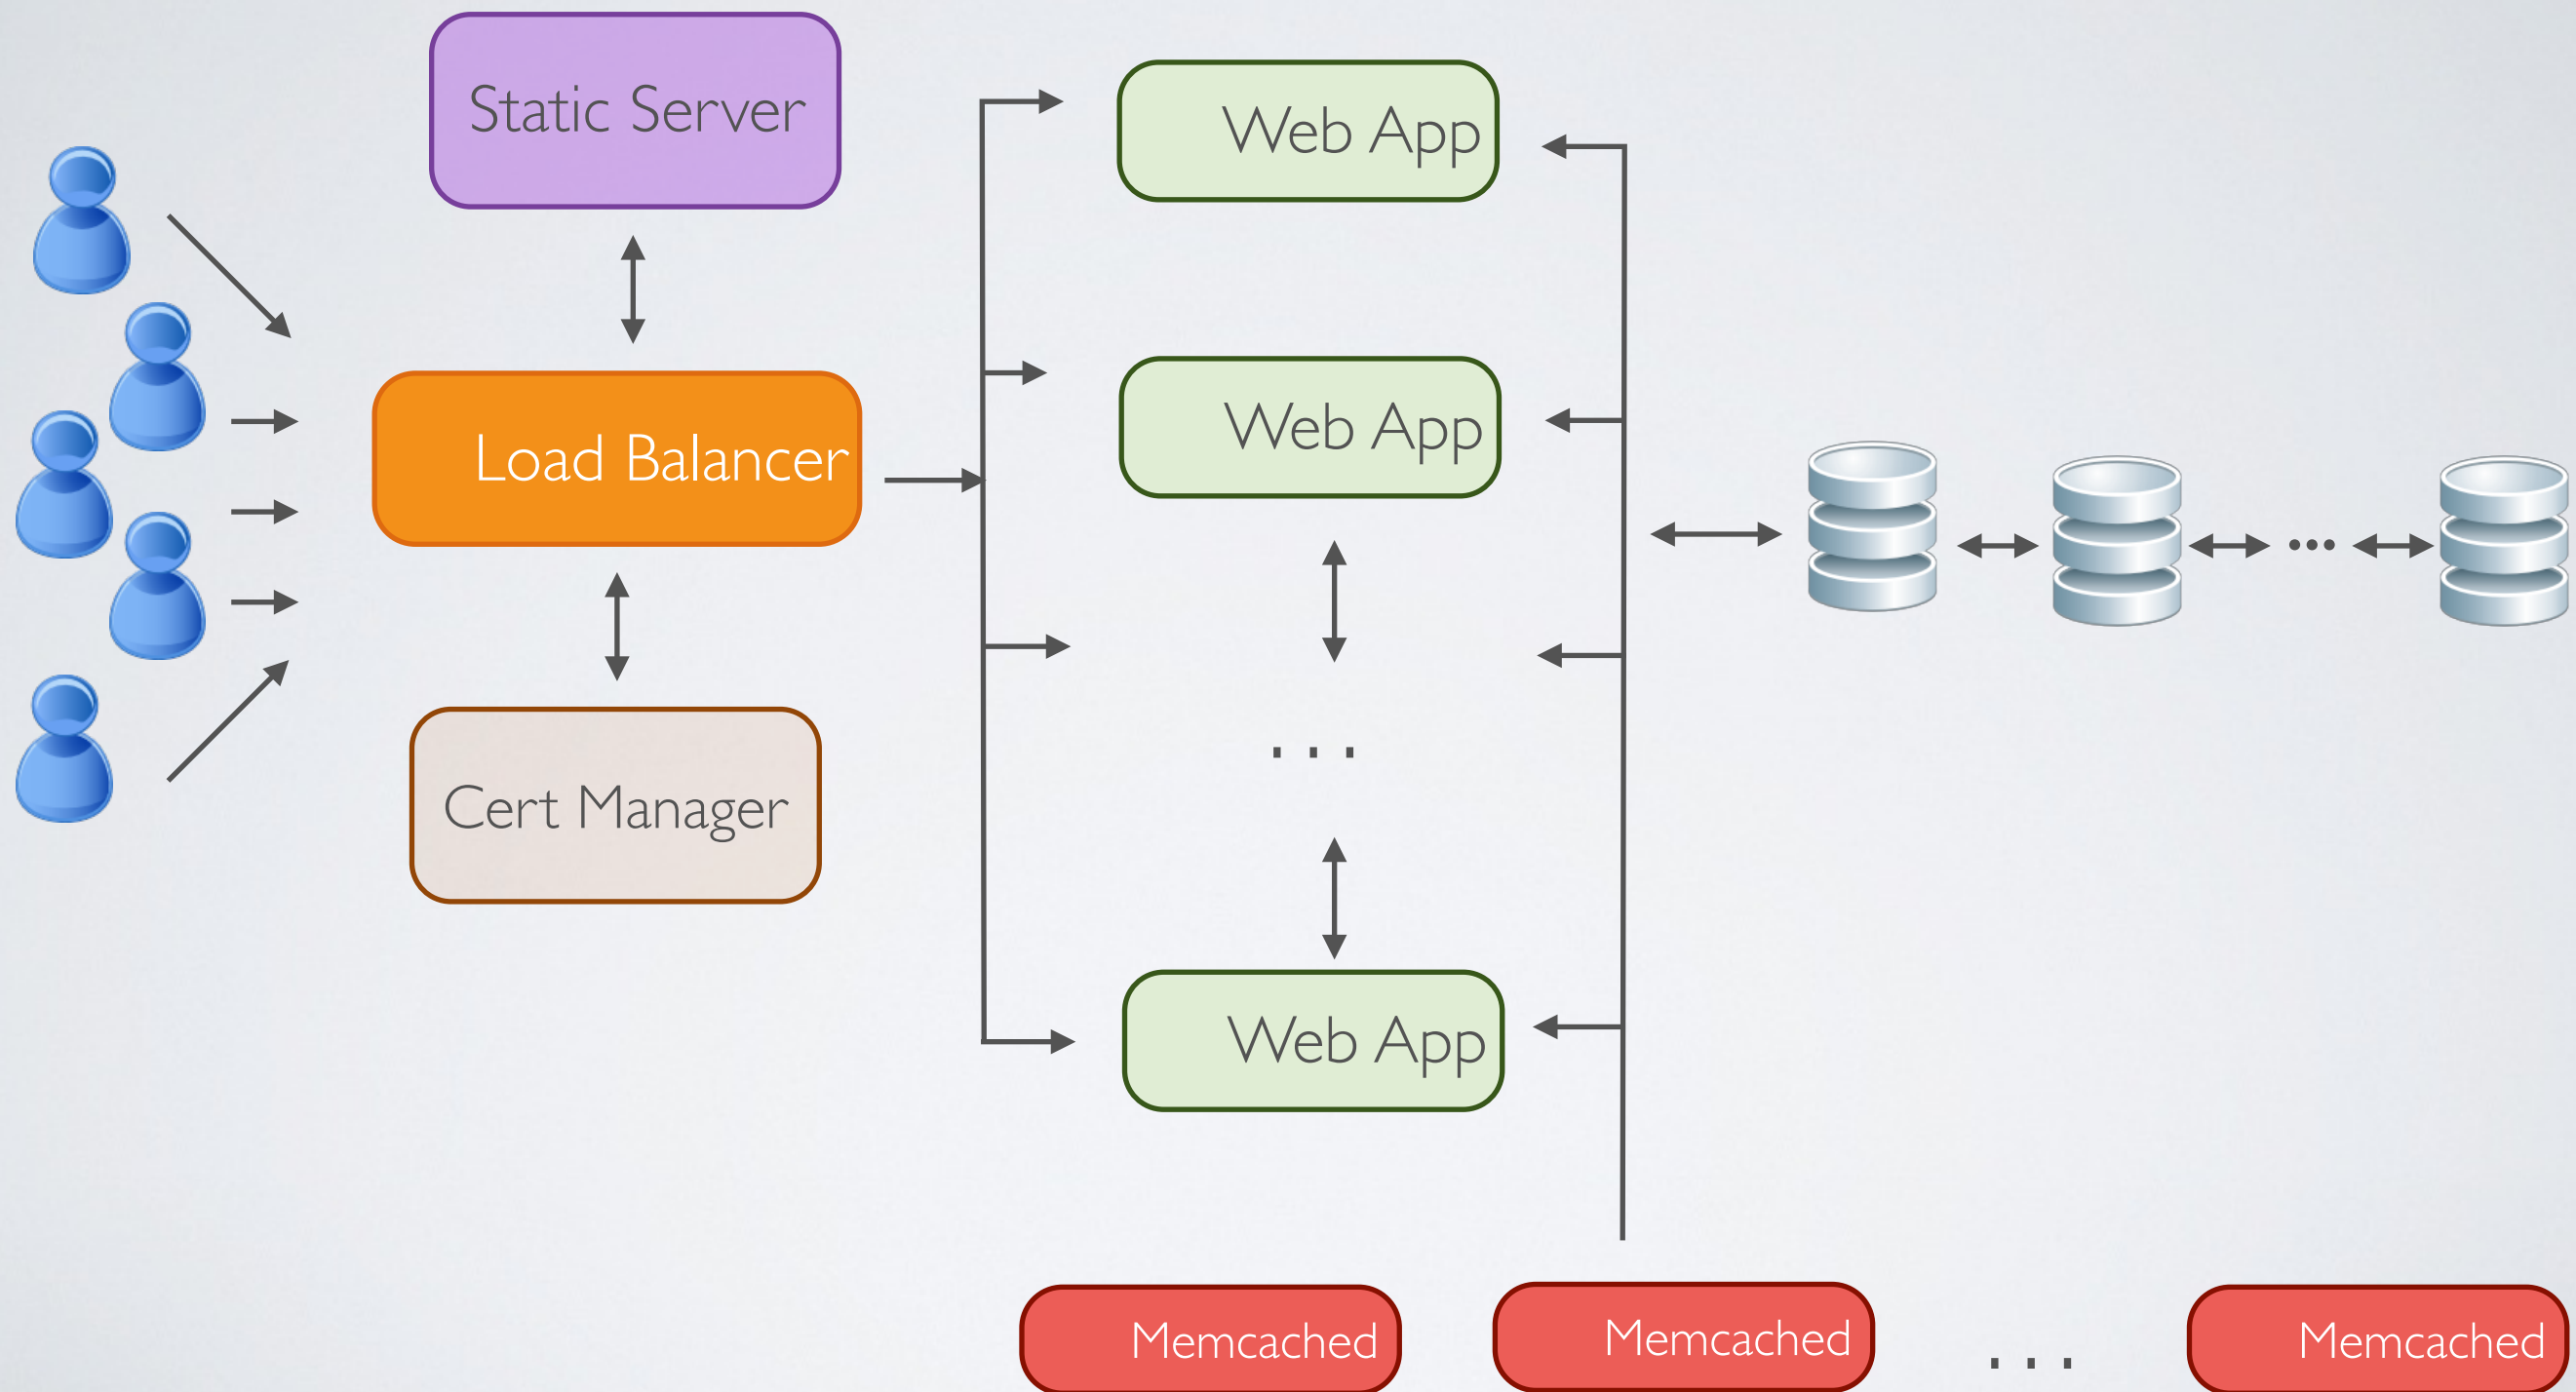 Static Server
Web App
Load Balancer
Web App
...
Cert Manager
...
Web App
Memcached
Memcached
...
Memcached